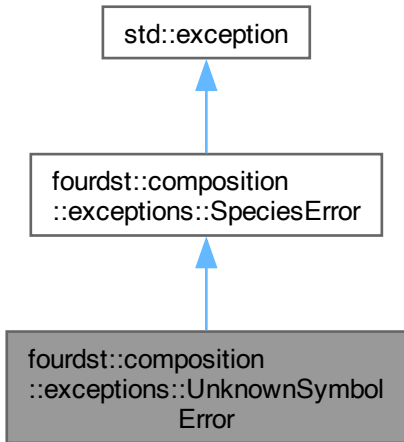 std::exception
fourdst::composition
::exceptions::SpeciesError
fourdst::composition
::exceptions::UnknownSymbol
Error